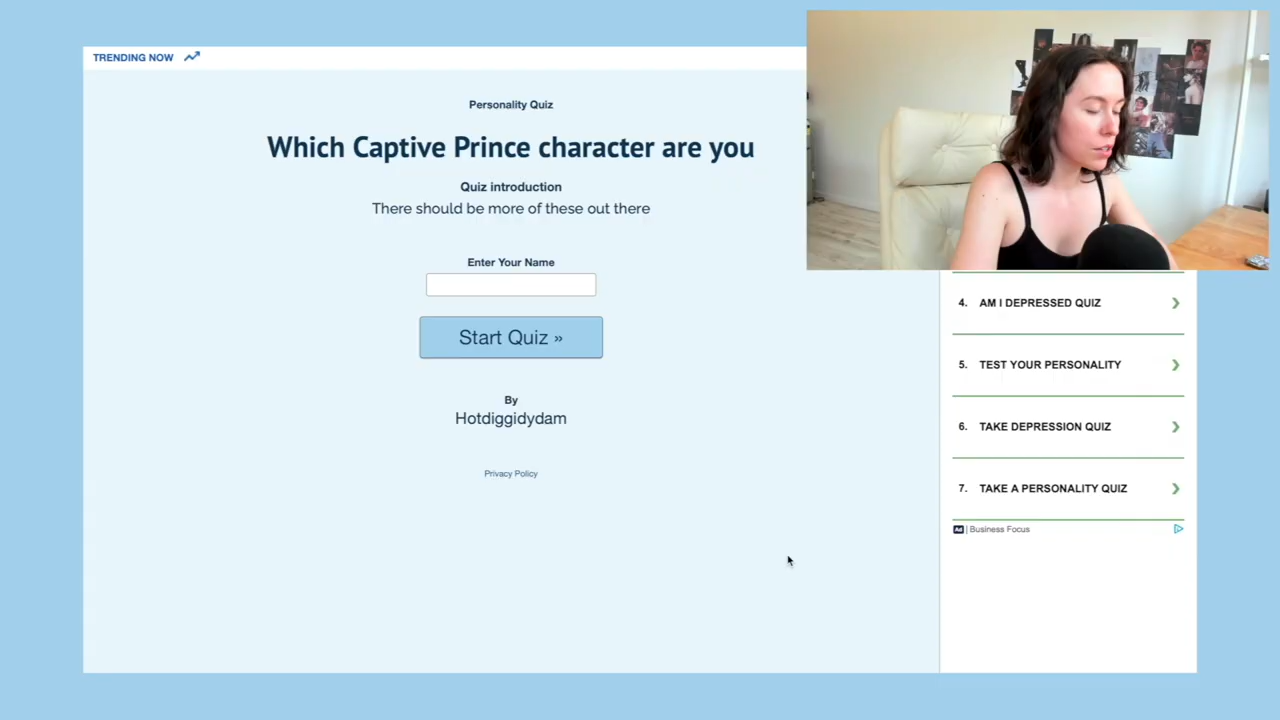 TRENDING NOW
Personality Quiz
Which Captive Prince character are you
Quiz introduction
There should be more of these out there
Enter Your Name
Start Quiz »
By
Hotdiggidydam
Privacy Policy
4. AM I DEPRESSED QUIZ
5. TEST YOUR PERSONALITY
6. TAKE DEPRESSION QUIZ
7. TAKE A PERSONALITY QUIZ
Ad | Business Focus